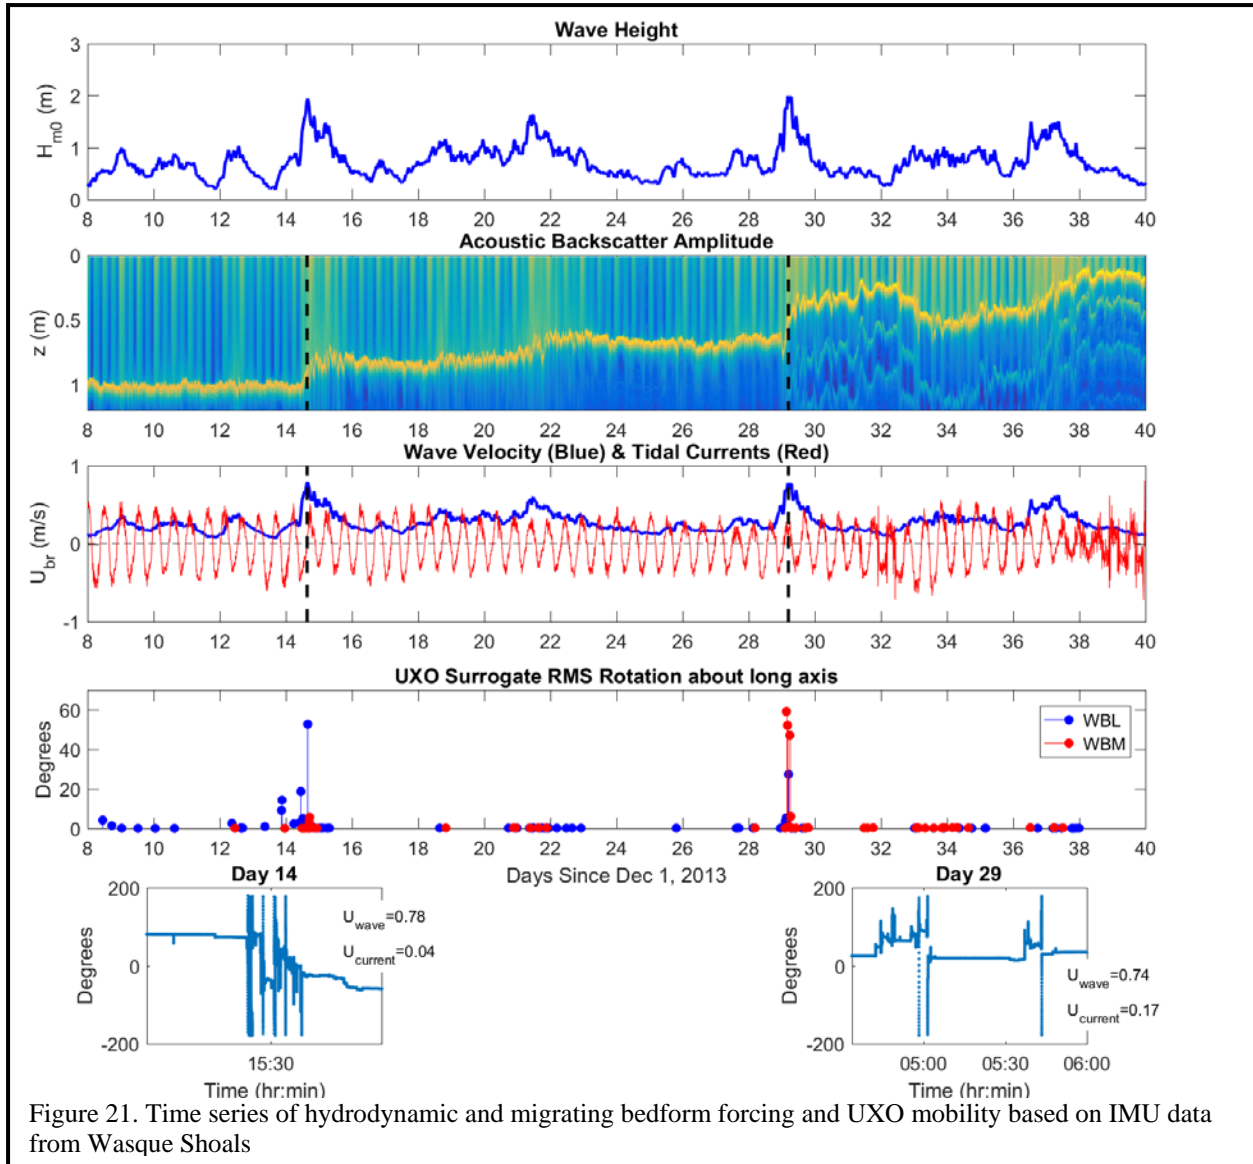 Wave Height
3
2
1
0
H_m0 (m)
8 10 12 14 16 18 20 22 24 26 28 30 32 34 36 38 40
Acoustic Backscatter Amplitude
0
0.5
1
z (m)
8 10 12 14 16 18 20 22 24 26 28 30 32 34 36 38 40
Wave Velocity (Blue) & Tidal Currents (Red)
1
0
-1
U_br (m/s)
8 10 12 14 16 18 20 22 24 26 28 30 32 34 36 38 40
UXO Surrogate RMS Rotation about long axis
60
40
20
0
Degrees
WBL
WBM
8 10 12 14 16 18 20 22 24 26 28 30 32 34 36 38 40
Days Since Dec 1, 2013
Day 14
200
0
-200
Degrees
U_wave=0.78
U_current=0.04
15:30
Time (hr:min)
Day 29
200
0
-200
Degrees
U_wave=0.74
U_current=0.17
05:00 05:30 06:00
Time (hr:min)
Figure 21. Time series of hydrodynamic and migrating bedform forcing and UXO mobility based on IMU data
from Wasque Shoals